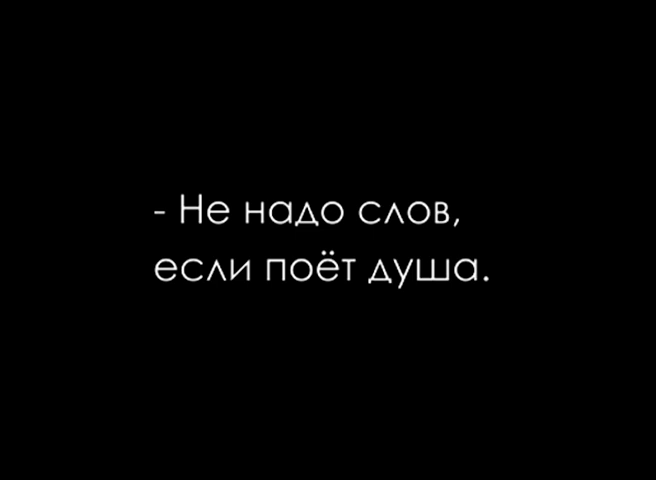 - Не надо слов,
если поёт душа.